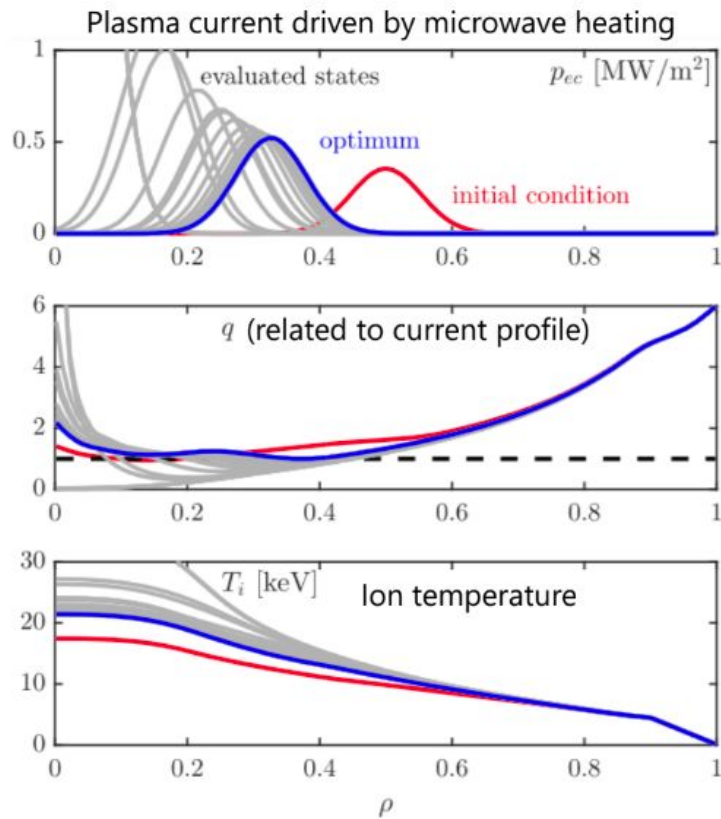 Plasma current driven by microwave heating
1
evaluated states
p_ec [MW/m²]
0.5
optimum
initial condition
0
0 0.2 0.4 0.6 0.8 1
6
q (related to current profile)
4
2
0
0 0.2 0.4 0.6 0.8 1
30
T_i [keV]
Ion temperature
20
10
0
0 0.2 0.4 0.6 0.8 1
ρ